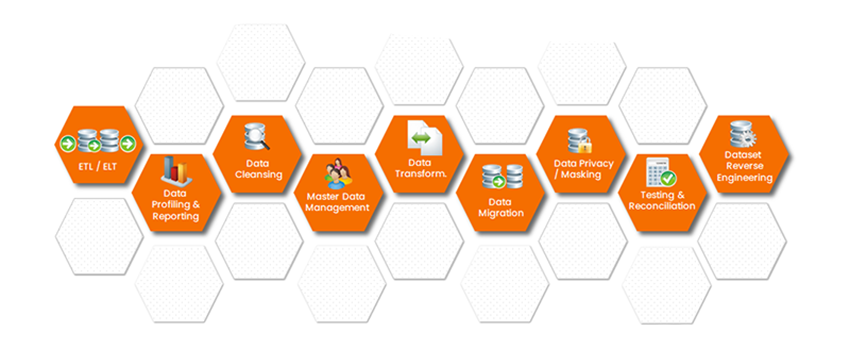 ETL / ELT
Data
Profiling &
Reporting
Data
Cleansing
Master Data
Management
Data
Transform.
Data
Migration
Data Privacy
/ Masking
Testing &
Reconciliation
Dataset
Reverse
Engineering